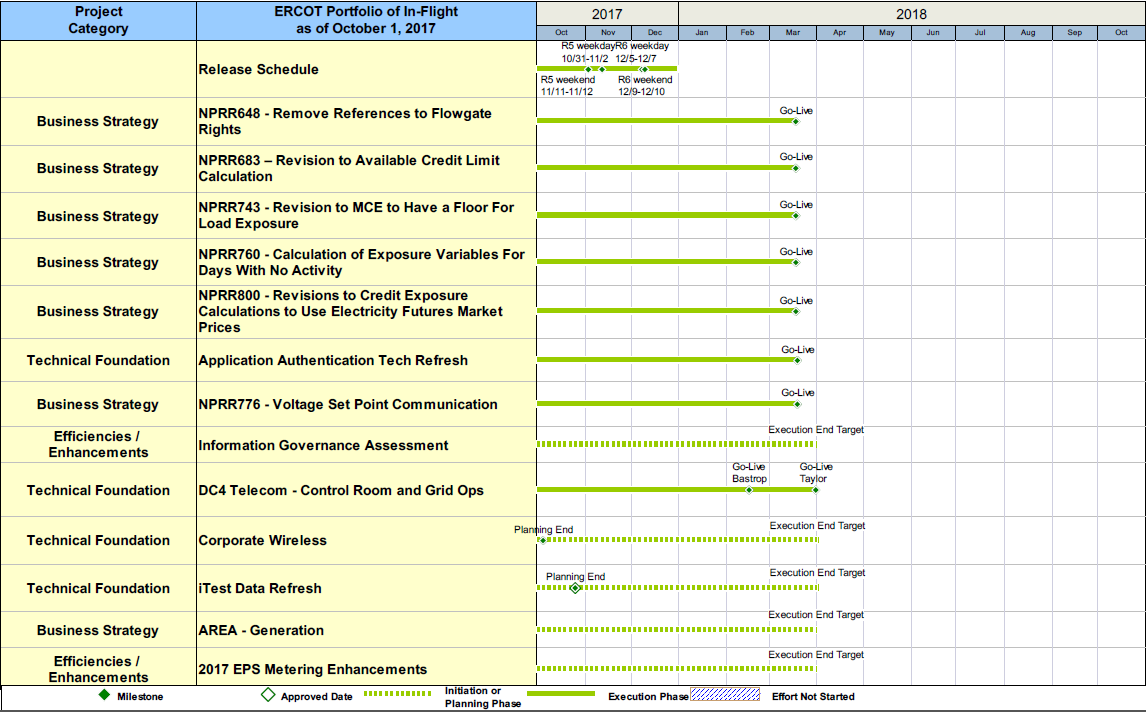 Project
Category
ERCOT Portfolio of In-Flight
as of October 1, 2017
2017
2018
Oct
Nov
Dec
Jan
Feb
Mar
Apr
May
Jun
Jul
Aug
Sep
Oct
Release Schedule
R5 weekday
10/31-11/2
R6 weekday
12/5-12/7
R5 weekend
11/11-11/12
R6 weekend
12/9-12/10
Business Strategy
NPRR648 - Remove References to Flowgate
Rights
Go-Live
Business Strategy
NPRR683 – Revision to Available Credit Limit
Calculation
Go-Live
Business Strategy
NPRR743 - Revision to MCE to Have a Floor For
Load Exposure
Go-Live
Business Strategy
NPRR760 - Calculation of Exposure Variables For
Days With No Activity
Go-Live
Business Strategy
NPRR800 - Revisions to Credit Exposure
Calculations to Use Electricity Futures Market
Prices
Go-Live
Technical Foundation
Application Authentication Tech Refresh
Go-Live
Business Strategy
NPRR776 - Voltage Set Point Communication
Go-Live
Efficiencies /
Enhancements
Information Governance Assessment
Execution End Target
Technical Foundation
DC4 Telecom - Control Room and Grid Ops
Go-Live
Bastrop
Go-Live
Taylor
Technical Foundation
Corporate Wireless
Planning End
Execution End Target
Technical Foundation
iTest Data Refresh
Planning End
Execution End Target
Business Strategy
AREA - Generation
Execution End Target
Efficiencies /
Enhancements
2017 EPS Metering Enhancements
Execution End Target
Milestone
Approved Date
Initiation or
Planning Phase
Execution Phase
Effort Not Started